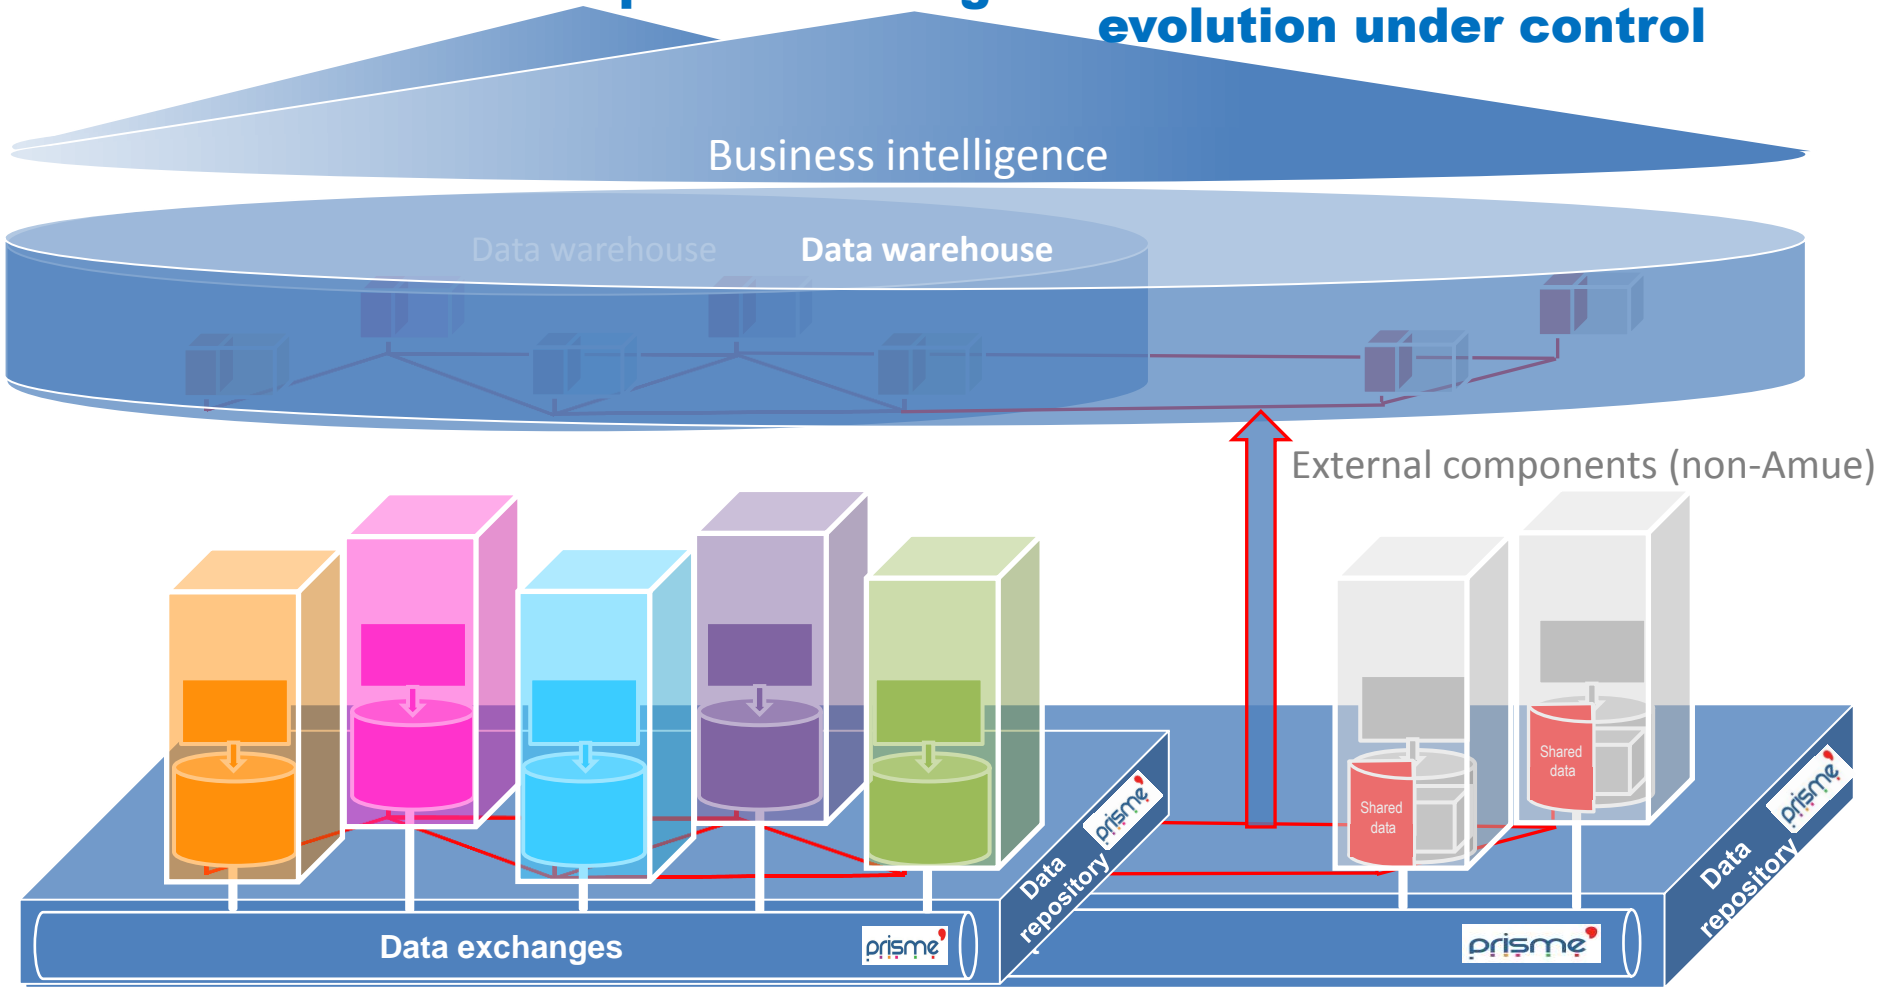 evolution under control
Business intelligence
Data warehouse
Data warehouse
External components (non-Amue)
Shared
data
Shared
data
prisme
Data
repository
prisme
Data
repository
Data exchanges
prisme
prisme